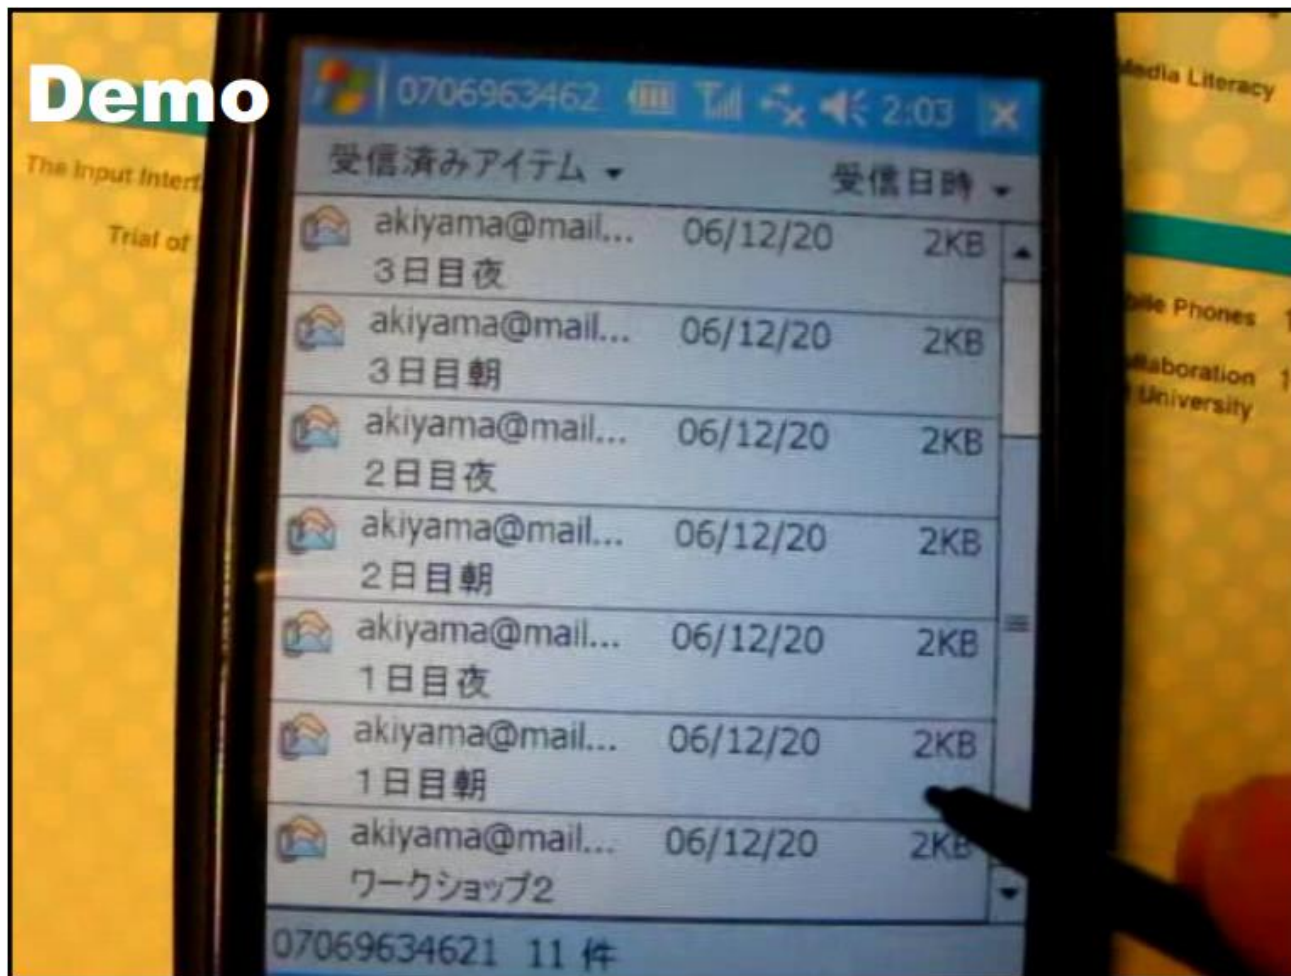 Demo
0706963462 2:03
受信済みアイテム 受信日時
akiyama@mail... 06/12/20 2KB
3日目夜
akiyama@mail... 06/12/20 2KB
3日目朝
akiyama@mail... 06/12/20 2KB
2日目夜
akiyama@mail... 06/12/20 2KB
2日目朝
akiyama@mail... 06/12/20 2KB
1日目夜
akiyama@mail... 06/12/20 2KB
1日目朝
akiyama@mail... 06/12/20 2KB
ワークショップ2
07069634621 11 件
The Input
Trial of
Media Literacy
Phones
University